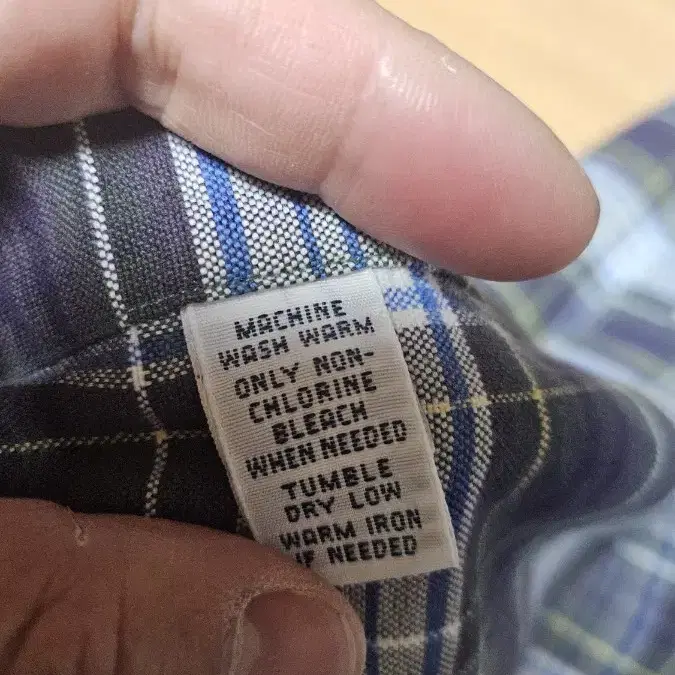 MACHINE
WASH WARM
ONLY NON-
CHLORINE
BLEACH
WHEN NEEDED
TUMBLE
DRY LOW
WARM IRON
IF NEEDED